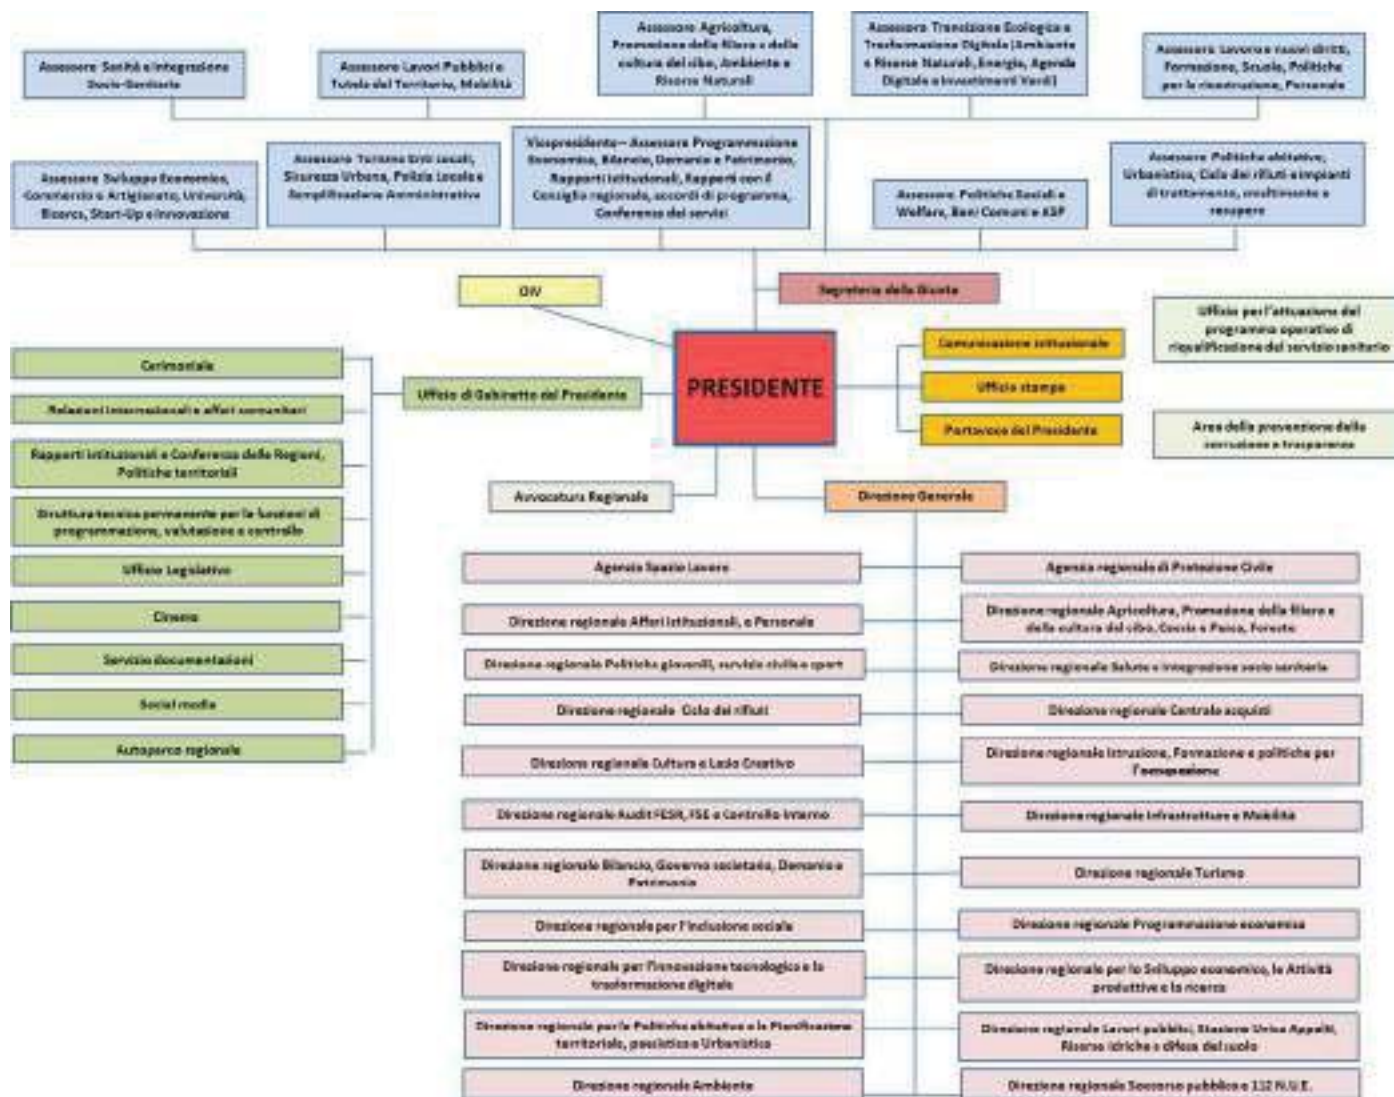 Assessore Sanità e Integrazione
Socio-Sanitaria
Assessore Lavori Pubblici e
Tutela del Territorio, Mobilità
Assessore Agricoltura,
Promozione della filiera e della
cultura del cibo, Ambiente e
Risorse Naturali
Assessore Transizione Ecologica e
Trasformazione Digitale (Ambiente
e Risorse Naturali, Energia, Agenda
Digitale e Investimenti Verdi)
Assessore Lavoro e nuovi diritti,
Formazione, Scuola, Politiche
per la ricostruzione, Personale
Assessore Sviluppo Economico,
Commercio e Artigianato, Università,
Ricerca, Start-Up e Innovazione
Assessore Turismo Enti Locali,
Sicurezza Urbana, Polizia Locale e
Semplificazione Amministrativa
Vicepresidente – Assessore Programmazione
Economica, Bilancio, Demanio e Patrimonio,
Rapporti Istituzionali, Rapporti con il
Consiglio regionale, accordi di programma,
Conferenza dei servizi
Assessore Politiche Sociali e
Welfare, Beni Comuni e ASP
Assessore Politiche abitative,
Urbanistica, Ciclo dei rifiuti e impianti
di trattamento, smaltimento e
recupero
OIV
Segreteria della Giunta
Cerimoniale
Relazioni internazionali e affari comunitari
Rapporti istituzionali e Conferenza delle Regioni,
Politiche territoriali
Struttura tecnica permanente per le funzioni di
programmazione, valutazione e controllo
Ufficio Legislativo
Cinema
Servizio documentazioni
Social media
Autoparco regionale
Ufficio di Gabinetto del Presidente
PRESIDENTE
Comunicazione istituzionale
Ufficio stampa
Portavoce del Presidente
Ufficio per l'attuazione del
programma operativo di
riqualificazione del servizio sanitario
Area della prevenzione della
corruzione e trasparenza
Avvocatura Regionale
Direzione Generale
Agenzia Spazio Lavoro
Agenzia regionale di Protezione Civile
Direzione regionale Affari Istituzionali, e Personale
Direzione regionale Agricoltura, Promozione della filiera e
della cultura del cibo, Caccia e Pesca, Foreste
Direzione regionale Politiche giovanili, servizio civile e sport
Direzione regionale Salute e Integrazione socio sanitaria
Direzione regionale Ciclo dei rifiuti
Direzione regionale Centrale acquisti
Direzione regionale Cultura e Lazio Creativo
Direzione regionale Istruzione, Formazione e politiche per
l'occupazione
Direzione regionale Audit FESR, FSE e Controllo Interno
Direzione regionale Infrastrutture e Mobilità
Direzione regionale Bilancio, Governo societario, Demanio e
Patrimonio
Direzione regionale Turismo
Direzione regionale per l'inclusione sociale
Direzione regionale Programmazione economica
Direzione regionale per l'innovazione tecnologica e la
trasformazione digitale
Direzione regionale per lo Sviluppo economico, le Attività
produttive e la ricerca
Direzione regionale per le Politiche abitative e la Pianificazione
territoriale, paesistica e Urbanistica
Direzione regionale Lavori pubblici, Stazione Unica Appalti,
Risorse idriche e difesa del suolo
Direzione regionale Ambiente
Direzione regionale Soccorso pubblico e 112 N.U.E.